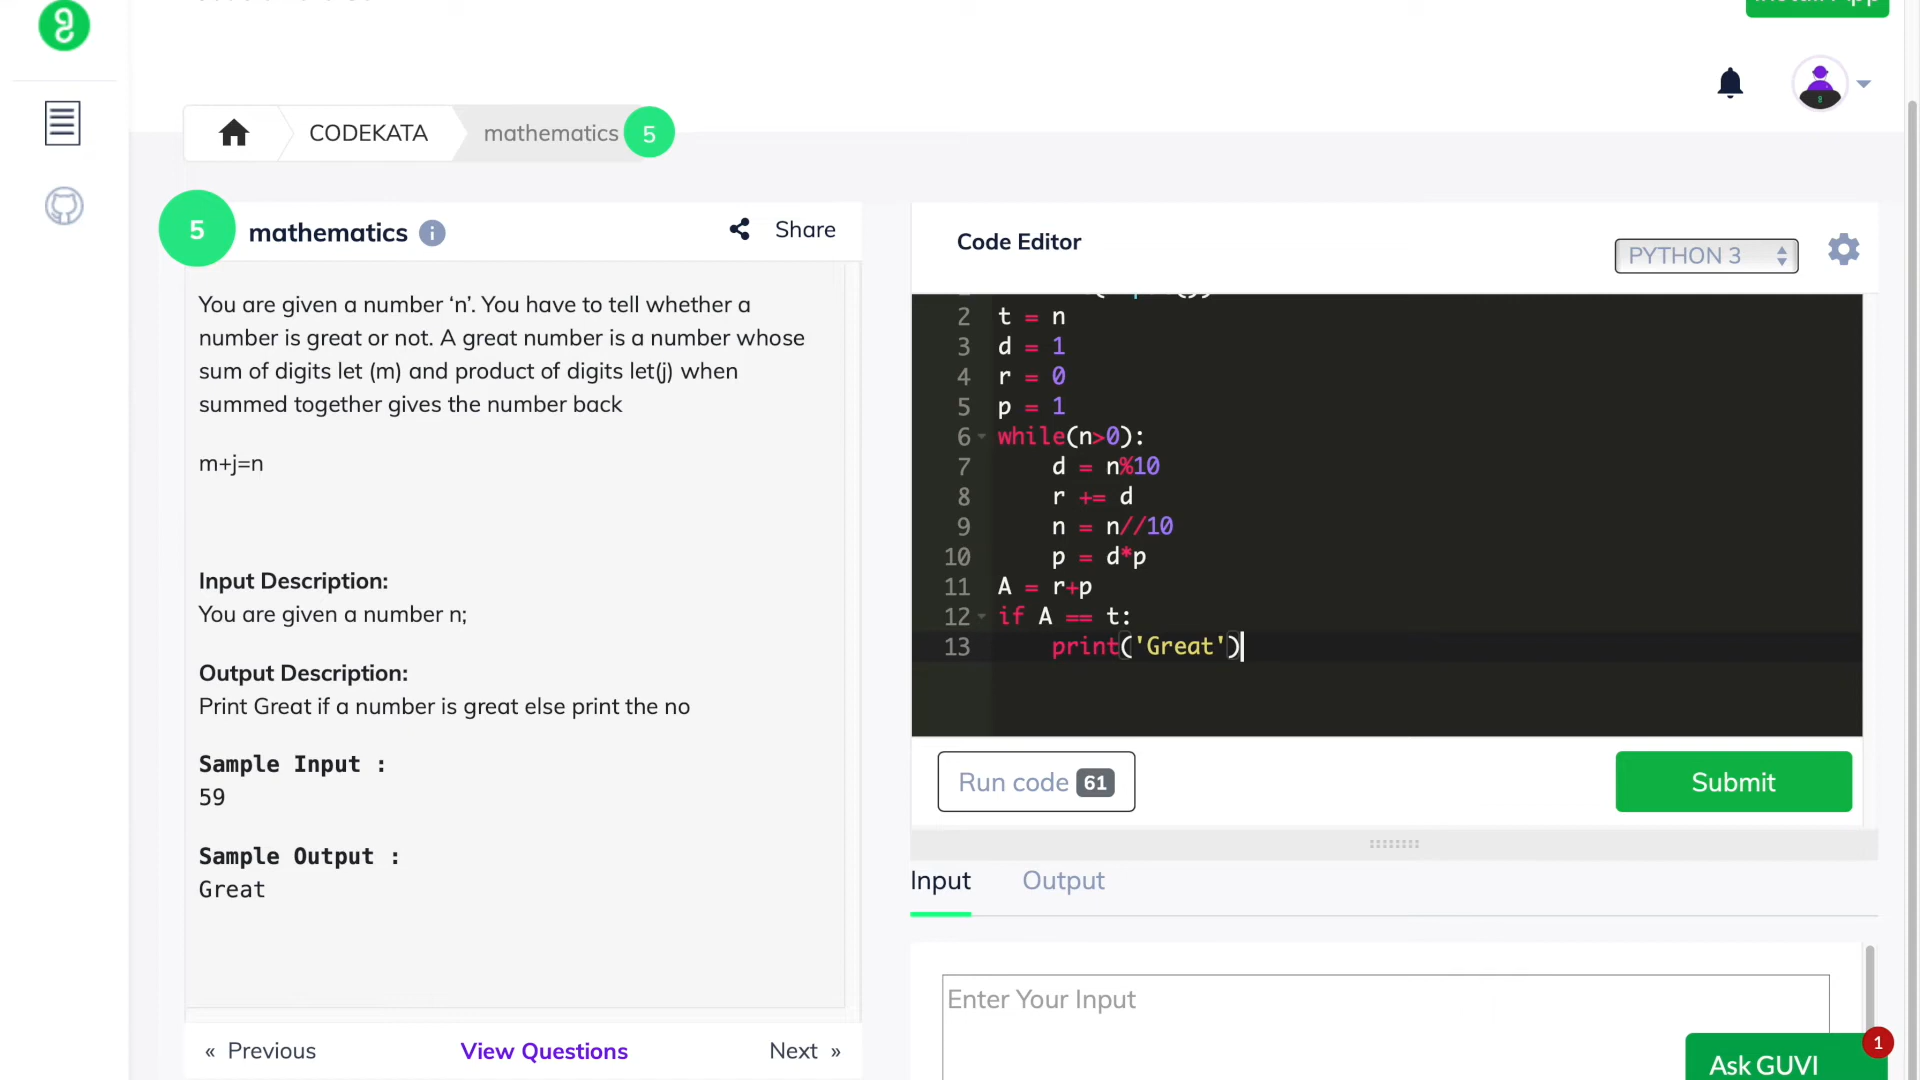 CODEKATA
mathematics
5
5
mathematics
i
Share
You are given a number ‘n’. You have to tell whether a
number is great or not. A great number is a number whose
sum of digits let (m) and product of digits let(j) when
summed together gives the number back
m+j=n
Input Description:
You are given a number n;
Output Description:
Print Great if a number is great else print the no
Sample Input :
59
Sample Output :
Great
« Previous
View Questions
Next »
Code Editor
PYTHON 3
2 t = n
3 d = 1
4 r = 0
5 p = 1
6 while(n>0):
7 d = n%10
8 r += d
9 n = n//10
10 p = d*p
11 A = r+p
12 if A == t:
13 print('Great')
Run code 61
Submit
Input
Output
Enter Your Input
1
Ask GUVI